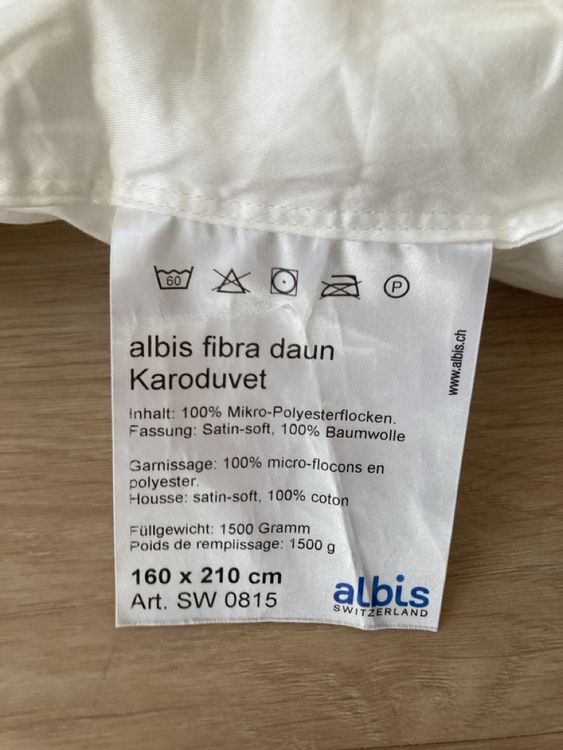 60
P
albis fibra daun
Karoduvet
Inhalt: 100% Mikro-Polyesterflocken.
Fassung: Satin-soft, 100% Baumwolle
Garnissage: 100% micro-flocons en
polyester.
Housse: satin-soft, 100% coton
Füllgewicht: 1500 Gramm
Poids de remplissage: 1500 g
160 x 210 cm
Art. SW 0815
albis
SWITZERLAND
www.albis.ch